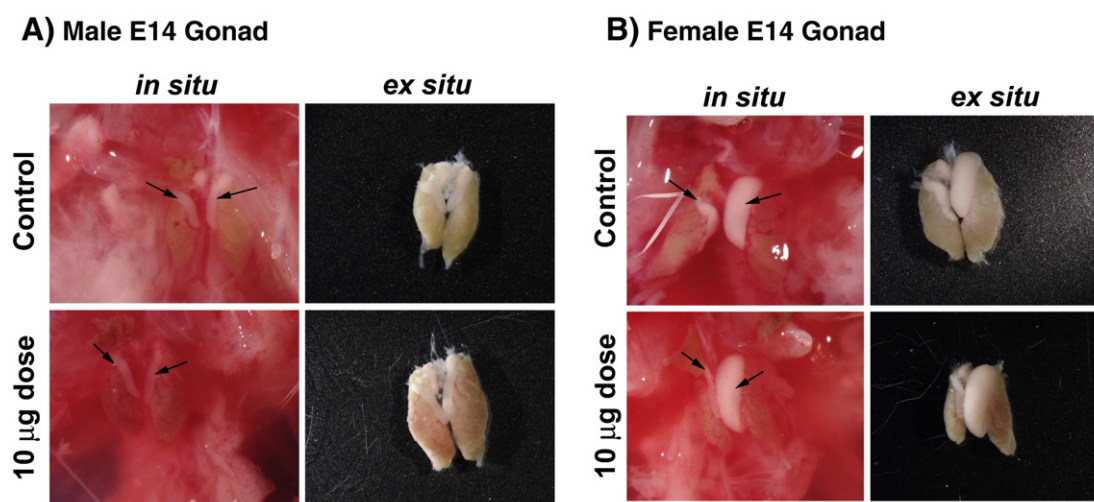 A) Male E14 Gonad
in situ
ex situ
Control
10 µg dose
B) Female E14 Gonad
in situ
ex situ
Control
10 µg dose